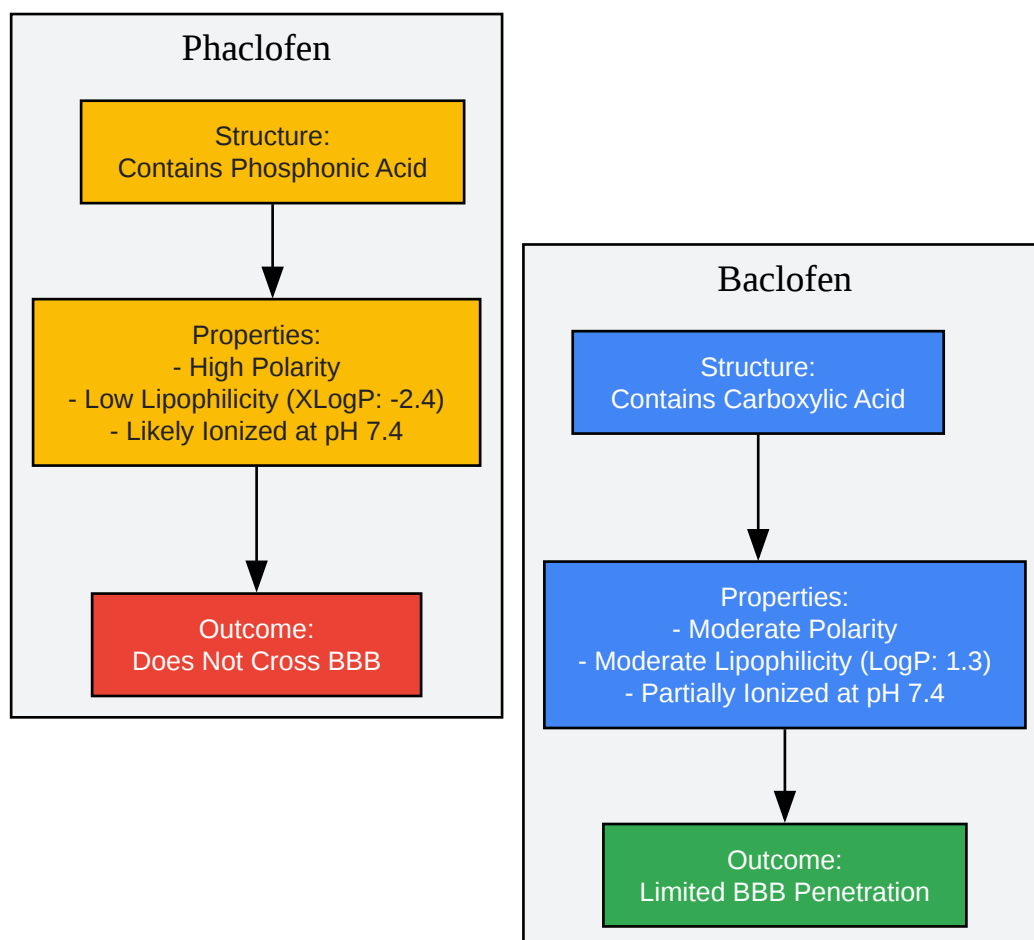 Phaclofen
Structure:
Contains Phosphonic Acid
Properties:
- High Polarity
- Low Lipophilicity (XLogP: -2.4)
- Likely Ionized at pH 7.4
Outcome:
Does Not Cross BBB
Baclofen
Structure:
Contains Carboxylic Acid
Properties:
- Moderate Polarity
- Moderate Lipophilicity (LogP: 1.3)
- Partially Ionized at pH 7.4
Outcome:
Limited BBB Penetration